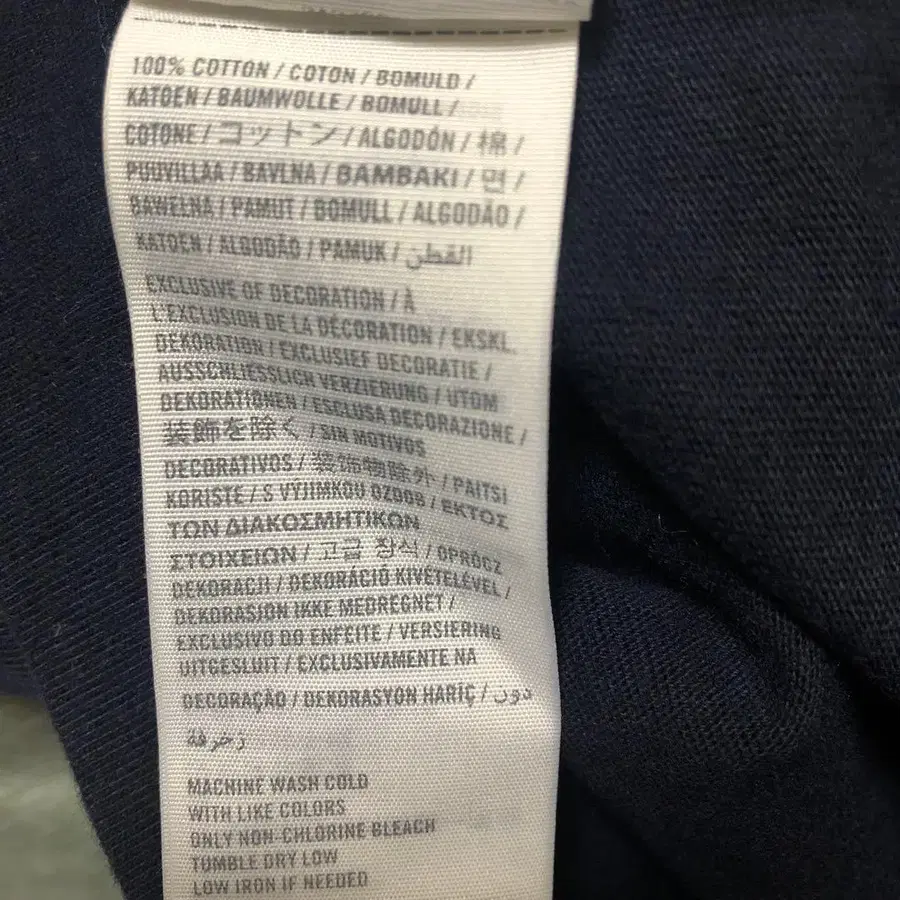 100% COTTON / COTON / BOMULD /
KATOEN / BAUMWOLLE / BOMULL /
COTONE / コットン / ALGODÓN / 棉 /
PUUVILLAA / BAVLNA / BAMBAKI / 면 /
BAWELNA / PAMUT / BOMULL / ALGODÃO /
KATOEN / ALGODÃO / PAMUK / القطن
EXCLUSIVE OF DECORATION / À
L'EXCLUSION DE LA DÉCORATION / EKSKL.
DEKORATION / EXCLUSIEF DECORATIE /
AUSSCHLIESSLICH VERZIERUNG / UTOM
DEKORATIONEN / ESCLUSA DECORAZIONE /
装飾を除く / SIN MOTIVOS
DECORATIVOS / 装饰物除外 / PAITSI
KORISTE / S VÝJIMKOU OZDOB / ΕΚΤΟΣ
ΤΩΝ ΔΙΑΚΟΣΜΗΤΙΚΩΝ
ΣΤΟΙΧΕΙΩΝ / 고급 장식 / OPRÓCZ
DEKORACJI / DEKORÁCIÓ KIVÉTELÉVEL /
DEKORASJON IKKE MEDREGNET /
EXCLUSIVO DO ENFEITE / VERSIERING
UITGESLUIT / EXCLUSIVAMENTE NA
DECORAÇÃO / DEKORASYON HARİÇ / دون
زخرفة
MACHINE WASH COLD
WITH LIKE COLORS
ONLY NON-CHLORINE BLEACH
TUMBLE DRY LOW
LOW IRON IF NEEDED